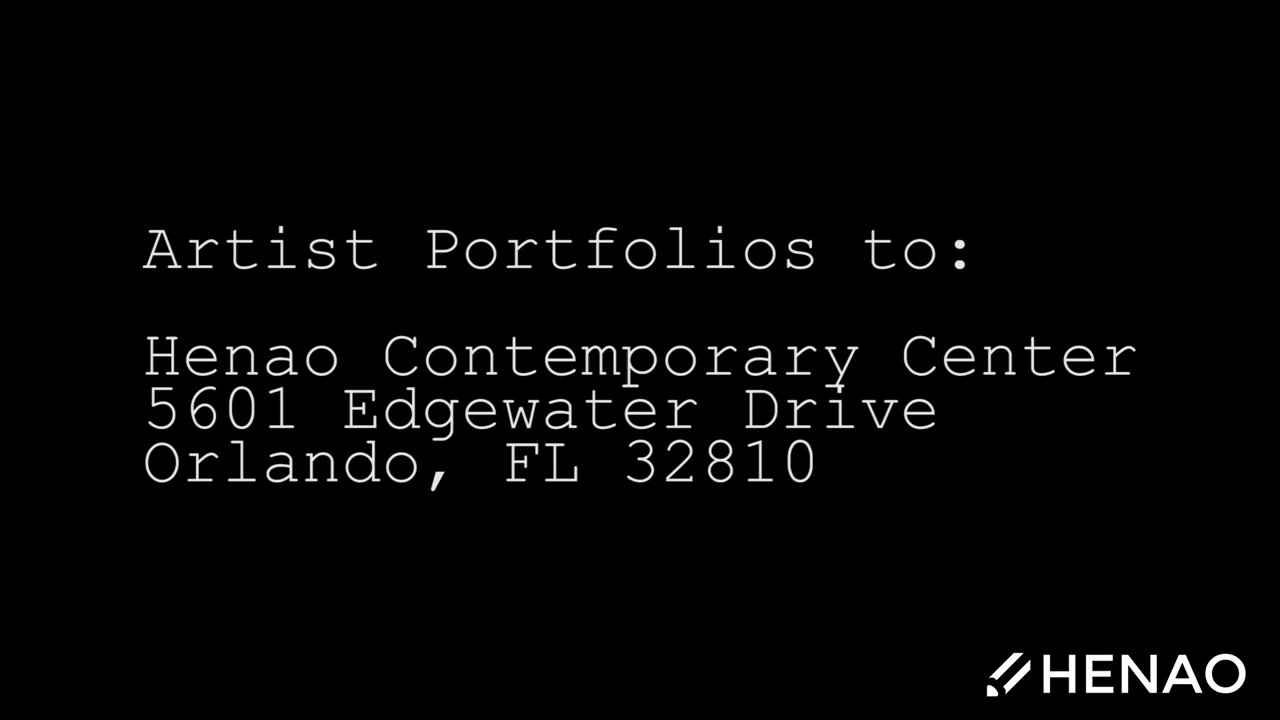 Artist Portfolios to:
Henao Contemporary Center
5601 Edgewater Drive
Orlando, FL 32810
HENAO